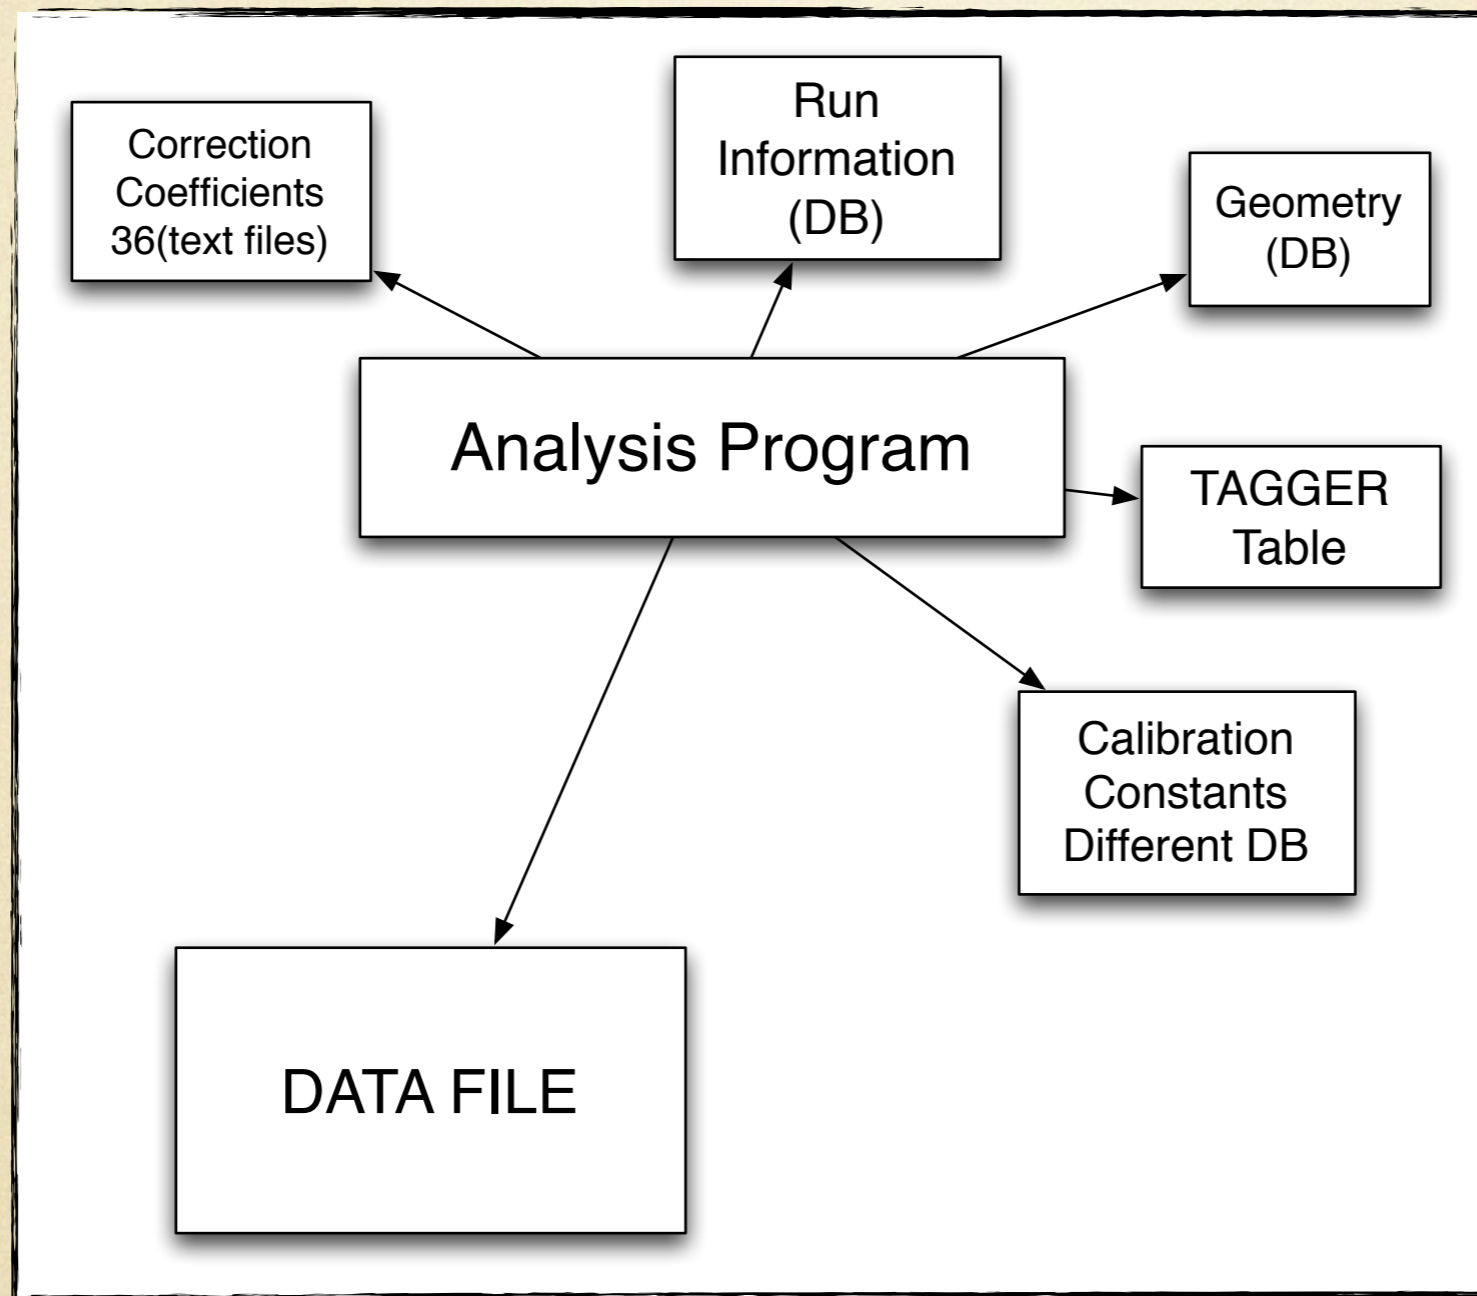 Correction
Coefficients
36(text files)
Run
Information
(DB)
Geometry
(DB)
Analysis Program
TAGGER
Table
Calibration
Constants
Different DB
DATA FILE